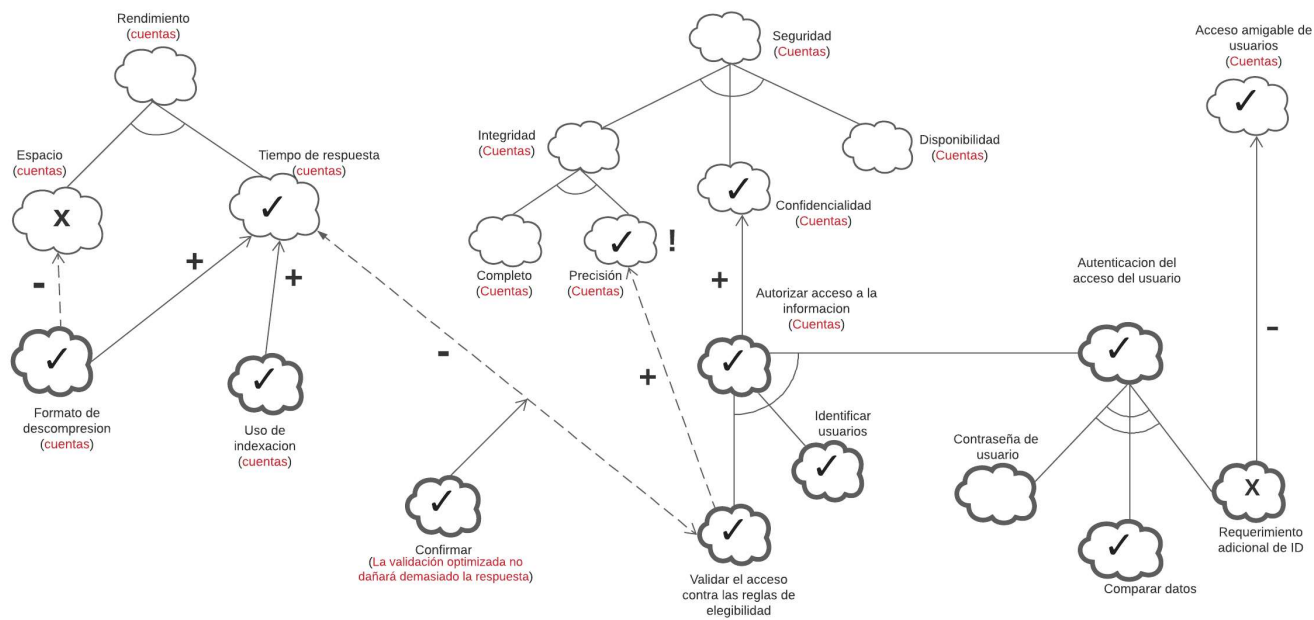 Rendimiento
(cuentas)
Espacio
(cuentas)
X
Tiempo de respuesta
(cuentas)
✓
-
+
+
✓
Formato de
descompresion
(cuentas)
✓
Uso de
indexacion
(cuentas)
-
✓
Confirmar
(La validación optimizada no
dañará demasiado la respuesta)
Seguridad
(Cuentas)
Integridad
(Cuentas)
Disponibilidad
(Cuentas)
✓
Confidencialidad
(Cuentas)
Completo
(Cuentas)
✓
!
Precisión
(Cuentas)
+
+
Autorizar acceso a la
informacion
(Cuentas)
✓
Identificar
usuarios
✓
✓
Validar el acceso
contra las reglas de
elegibilidad
Autenticacion del
acceso del usuario
✓
Contraseña de
usuario
✓
Comparar datos
X
Requerimiento
adicional de ID
-
Acceso amigable de
usuarios
(Cuentas)
✓